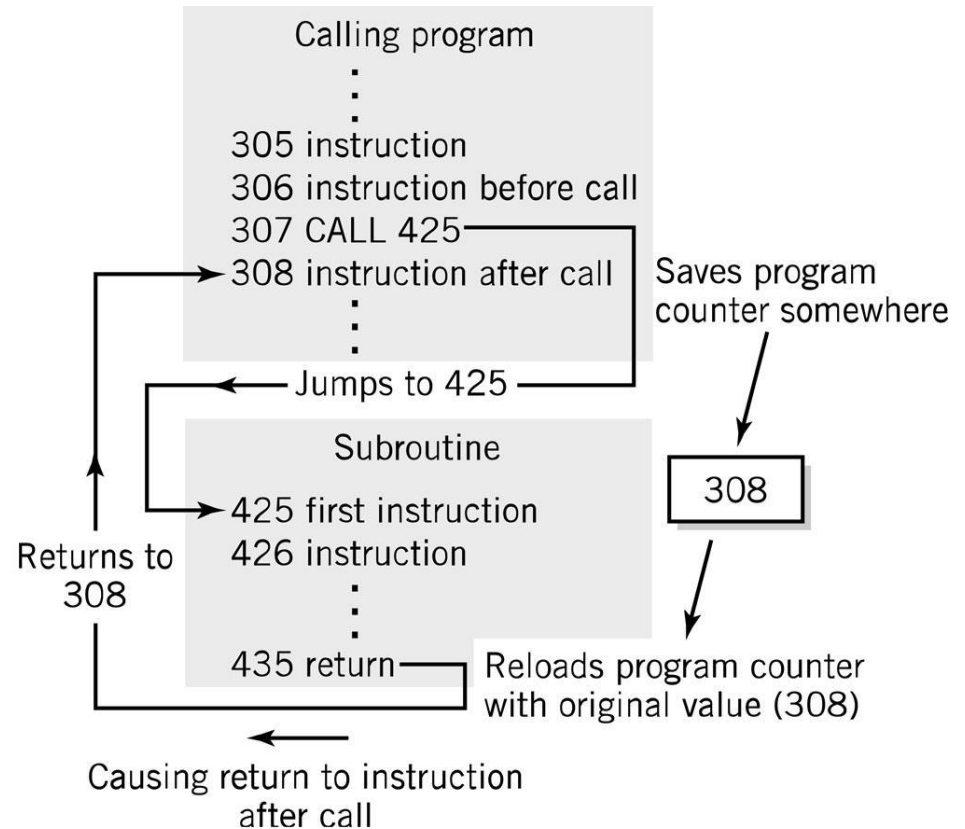 Calling program
305 instruction
306 instruction before call
307 CALL 425
308 instruction after call
Saves program
counter somewhere
Jumps to 425
Subroutine
308
425 first instruction
426 instruction
Returns to
308
435 return
Reloads program counter
with original value (308)
Causing return to instruction
after call